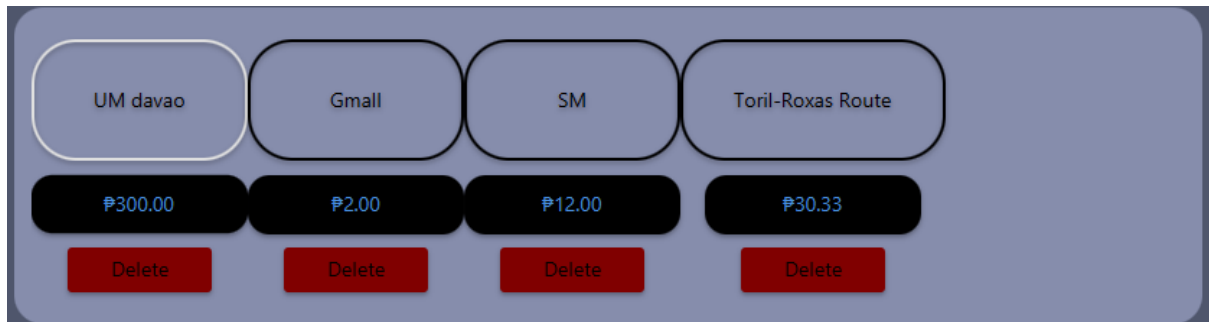 UM davao Gmall SM Toril-Roxas Route
₱300.00 ₱2.00 ₱12.00 ₱30.33
Delete Delete Delete Delete